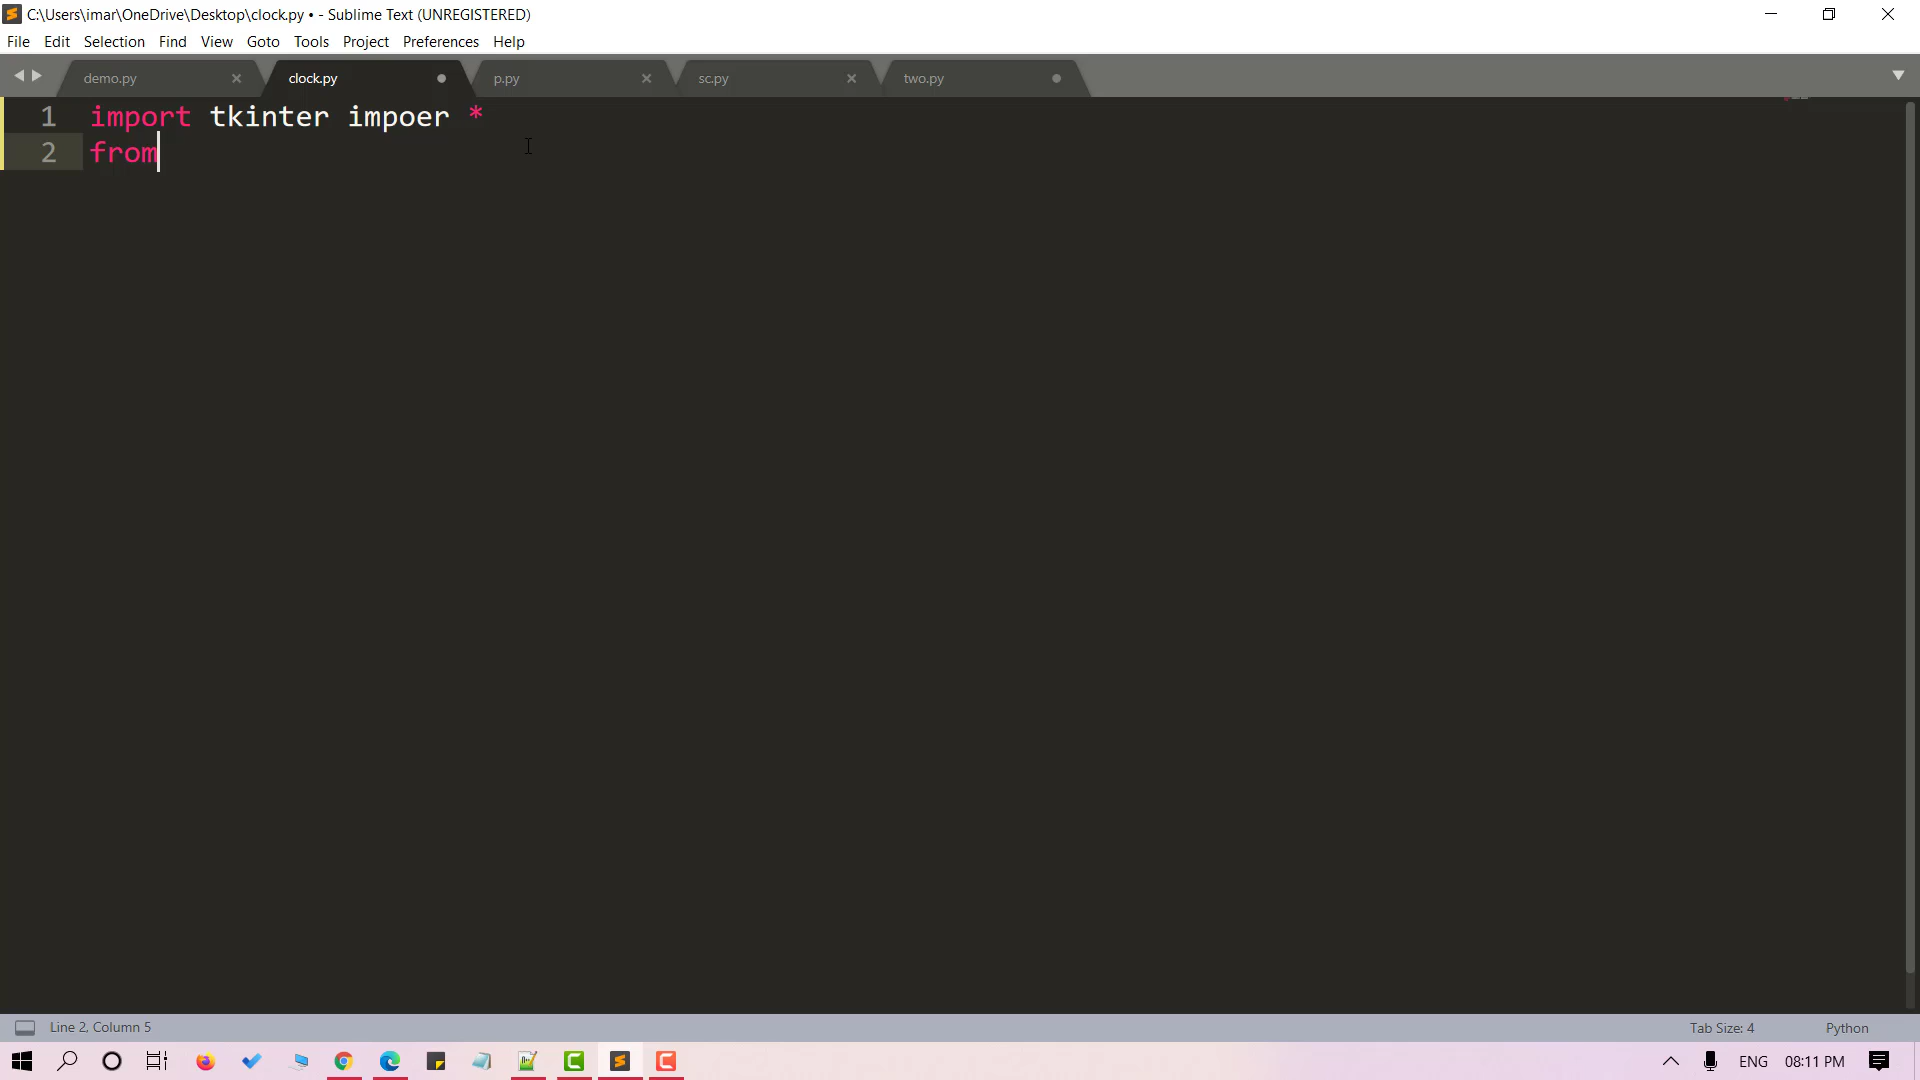 C:\Users\imar\OneDrive\Desktop\clock.py • - Sublime Text (UNREGISTERED)
File Edit Selection Find View Goto Tools Project Preferences Help
demo.py clock.py p.py sc.py two.py
1 import tkinter impoer *
2 from
Line 2, Column 5 Tab Size: 4 Python
ENG 08:11 PM